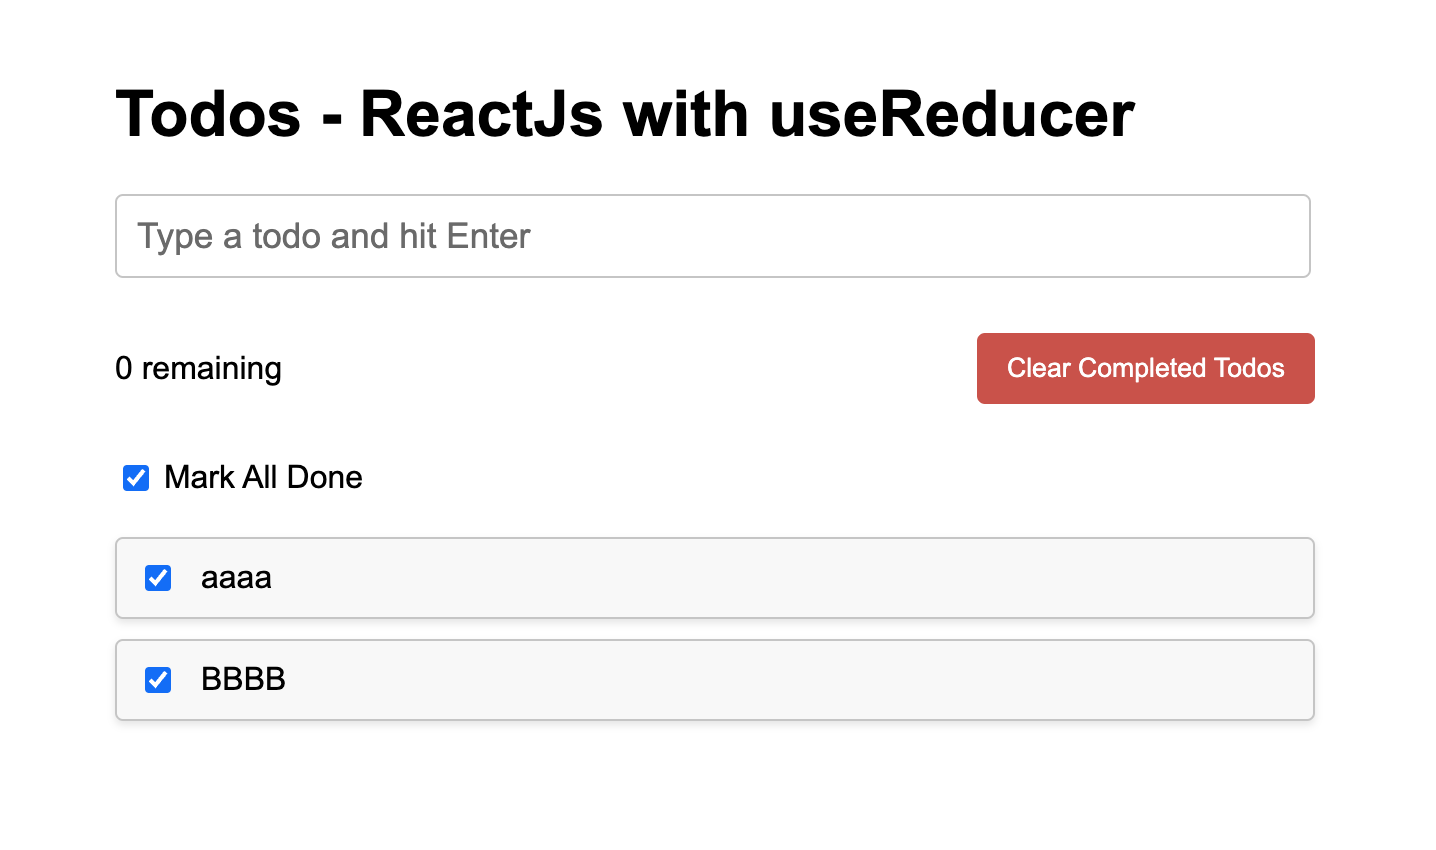 Todos - ReactJs with useReducer
Type a todo and hit Enter
0 remaining
Clear Completed Todos
Mark All Done
aaaa
BBBB